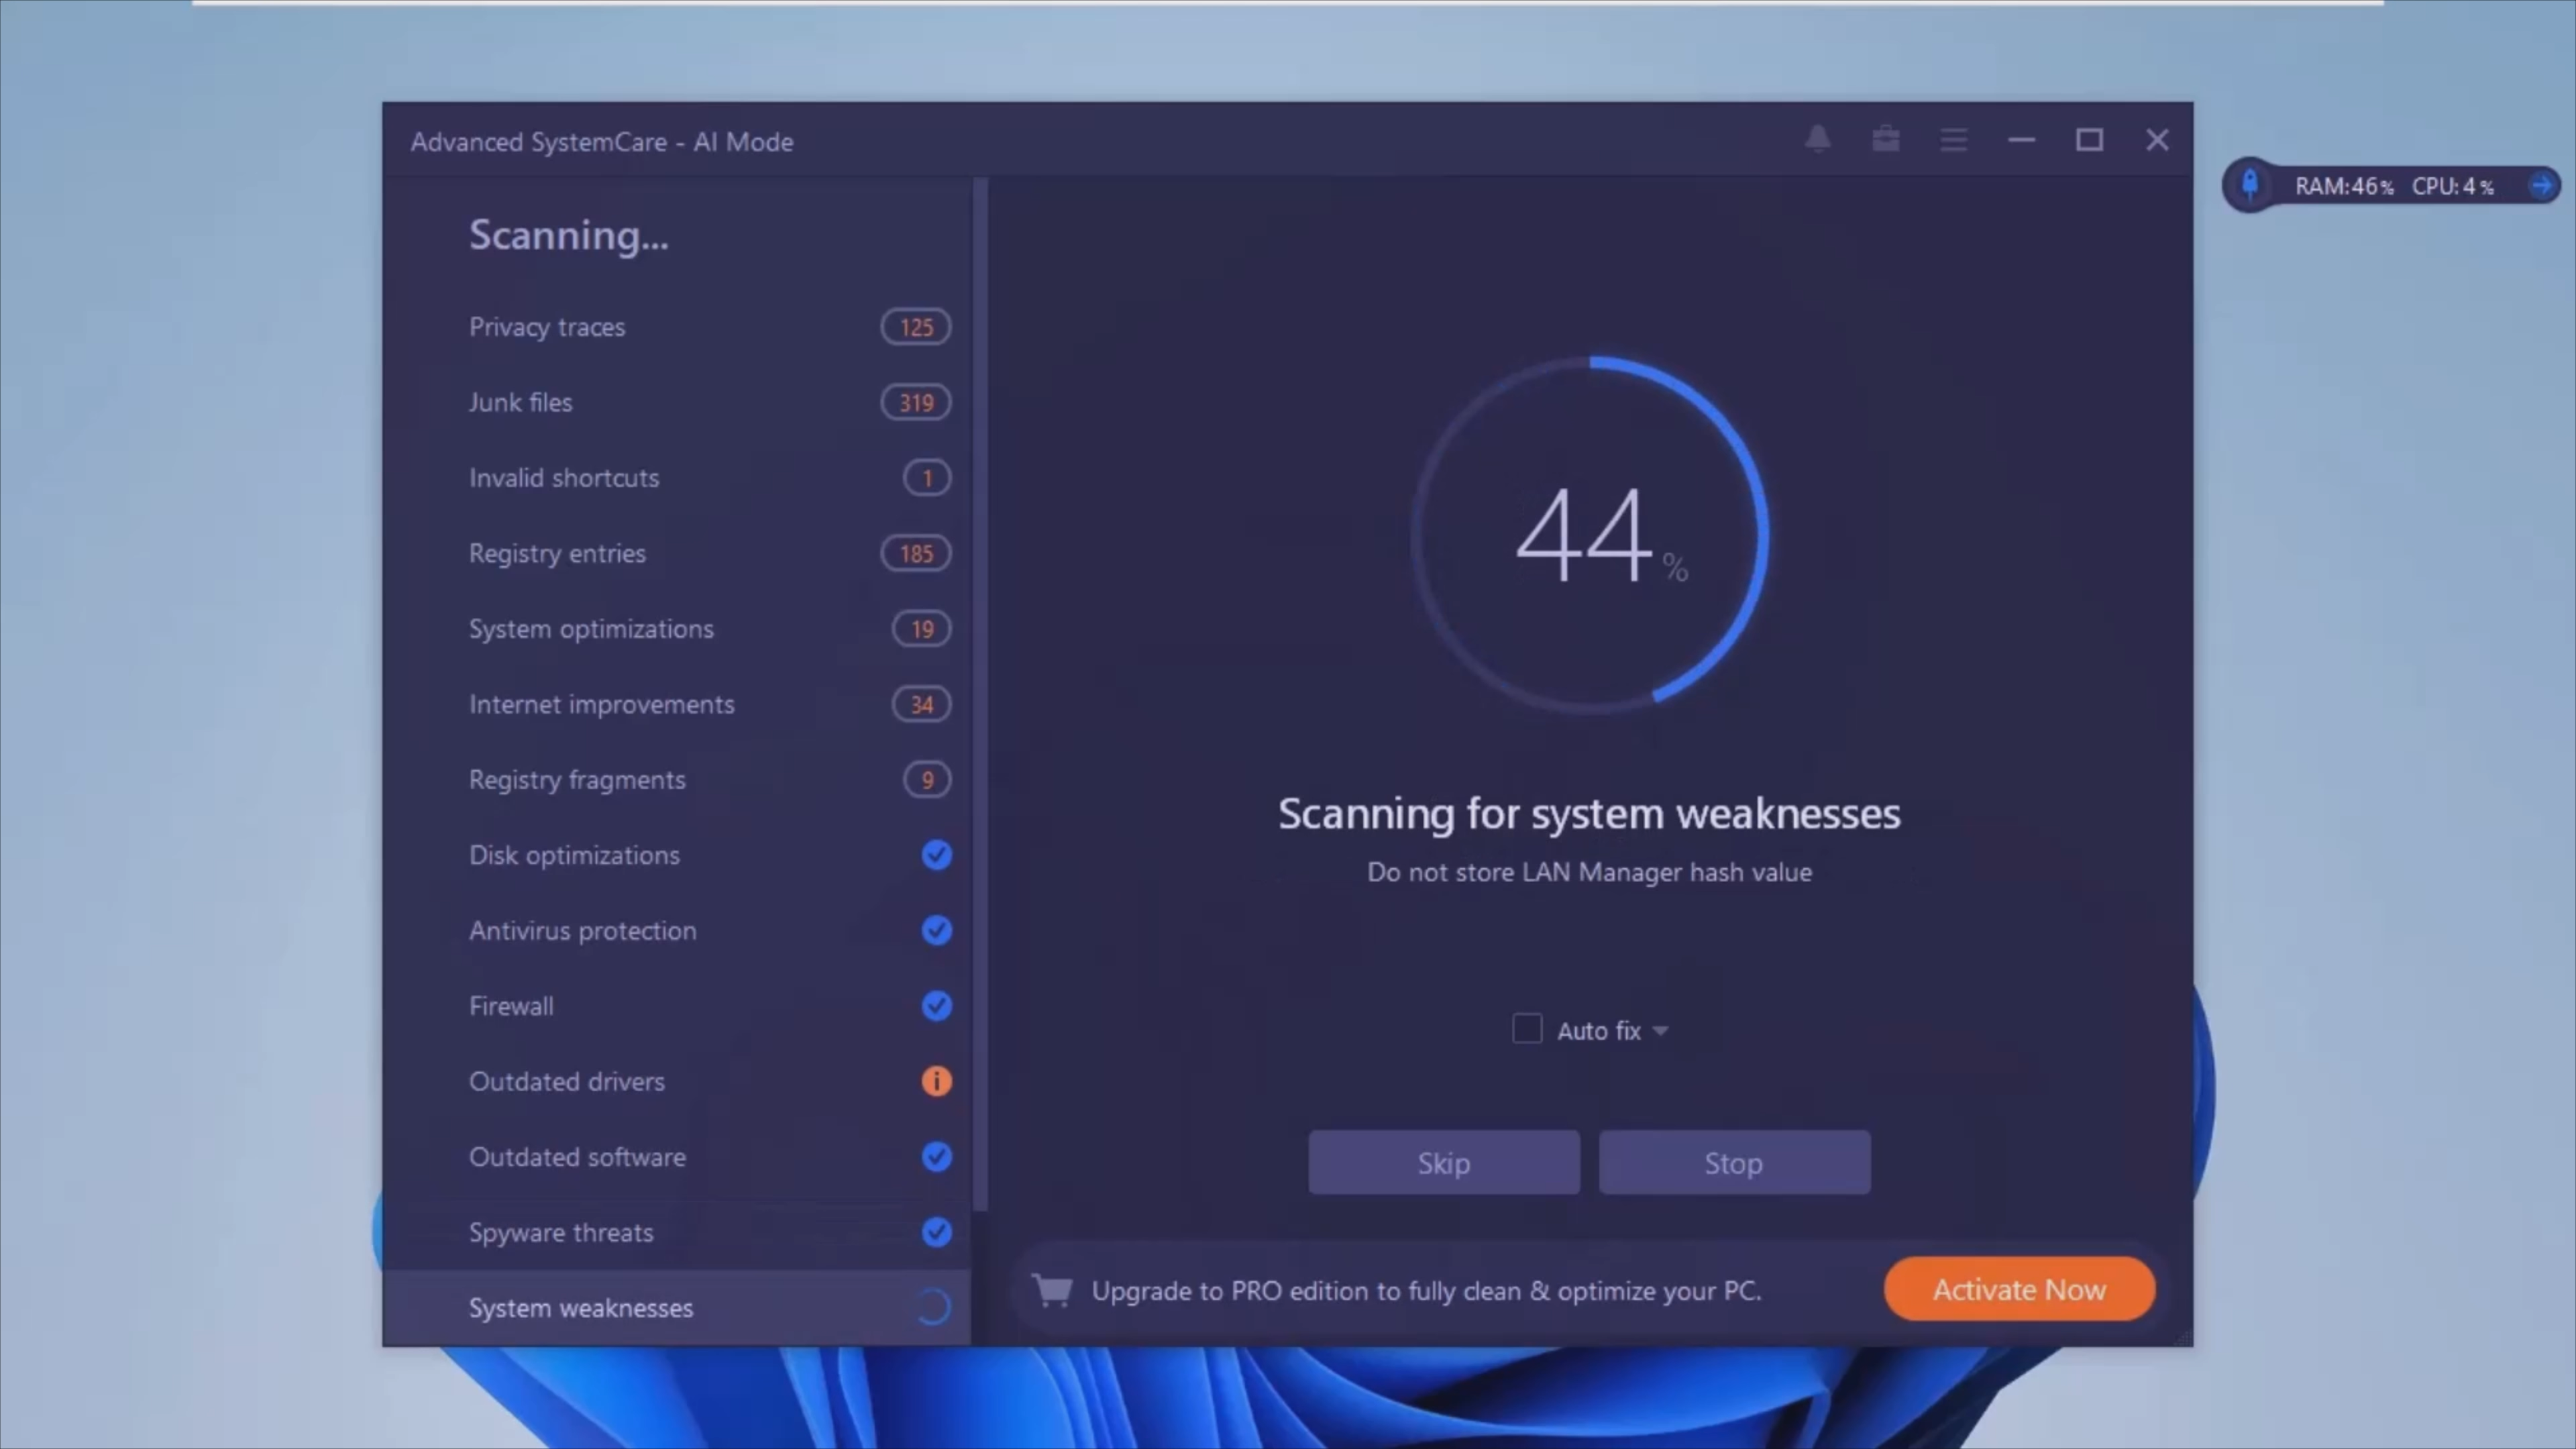 Advanced SystemCare - AI Mode
RAM:46% CPU:4%
Scanning...
Privacy traces 125
Junk files 319
Invalid shortcuts 1
Registry entries 185
System optimizations 19
Internet improvements 34
Registry fragments 9
Disk optimizations
Antivirus protection
Firewall
Outdated drivers
Outdated software
Spyware threats
System weaknesses
44%
Scanning for system weaknesses
Do not store LAN Manager hash value
Auto fix
Skip Stop
Upgrade to PRO edition to fully clean & optimize your PC. Activate Now